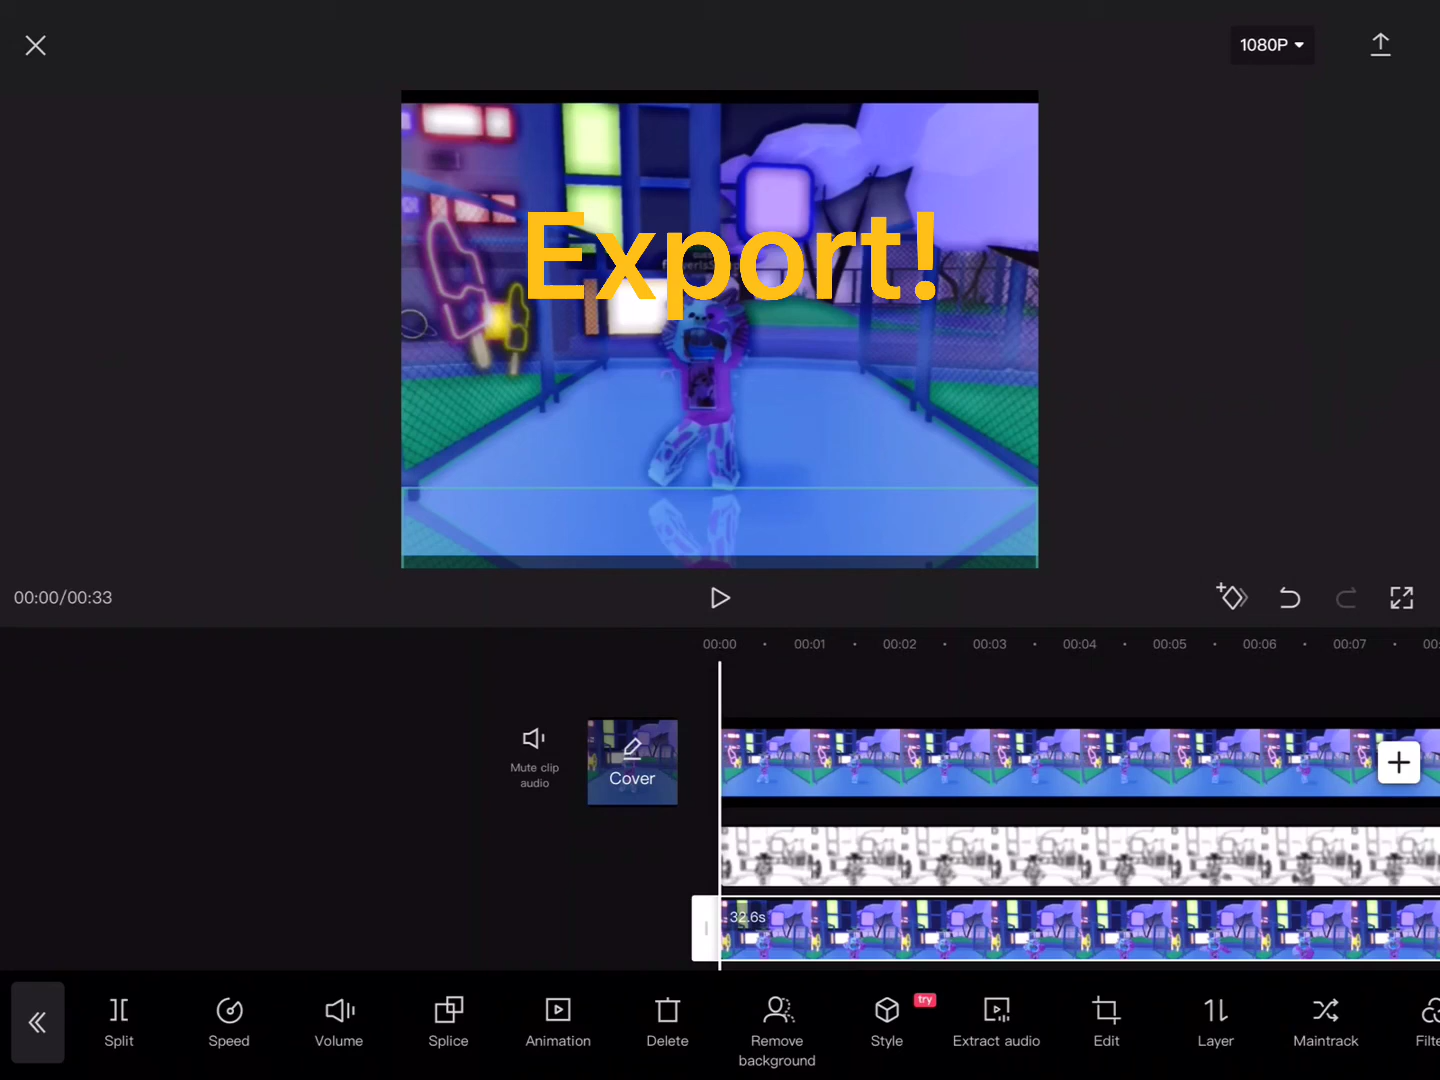 1080P
Export!
00:00/00:33
00:00 00:01 00:02 00:03 00:04 00:05 00:06 00:07 00:
Mute clip
audio
Cover
32.6s
Split
Speed
Volume
Splice
Animation
Delete
Remove
background
Style
try
Extract audio
Edit
Layer
Maintrack
Filte